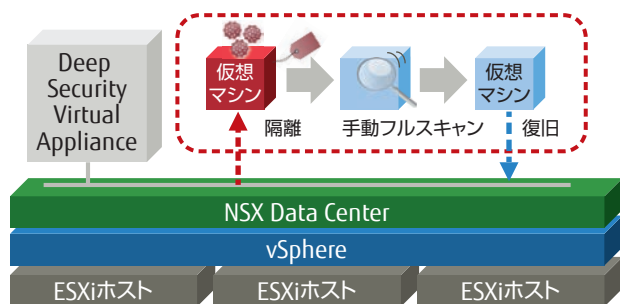 Deep
Security
Virtual
Appliance
仮想
マシン
隔離
手動フルスキャン
仮想
マシン
復旧
NSX Data Center
vSphere
ESXiホスト
ESXiホスト
ESXiホスト